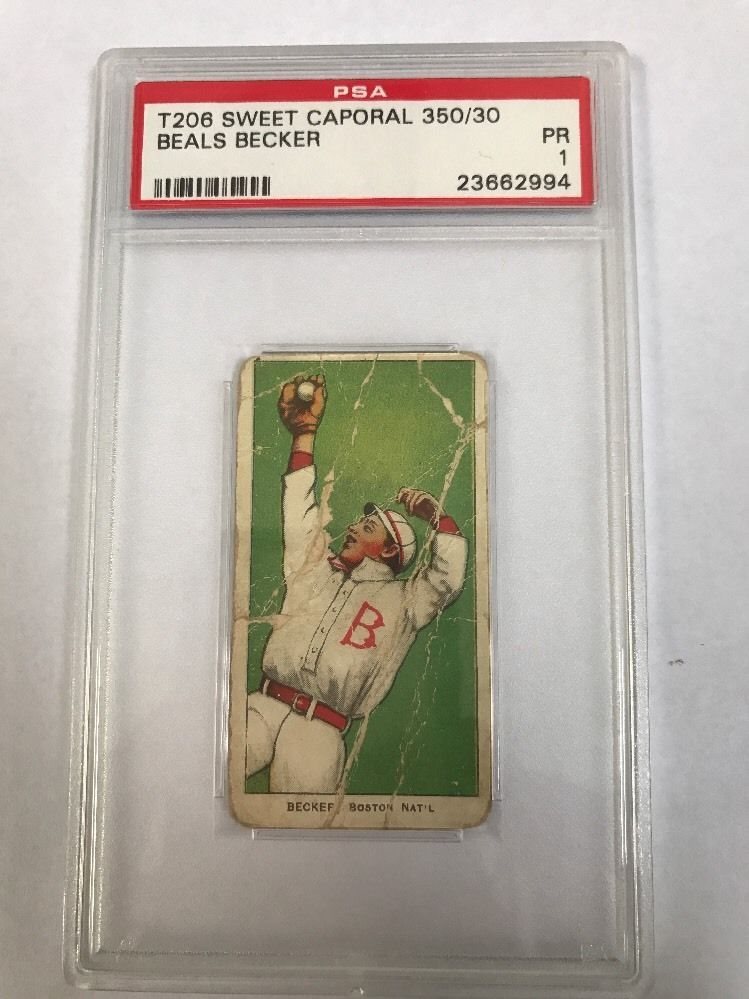 PSA
T206 SWEET CAPORAL 350/30
BEALS BECKER PR
1
23662994
B
BECKER, BOSTON NAT'L